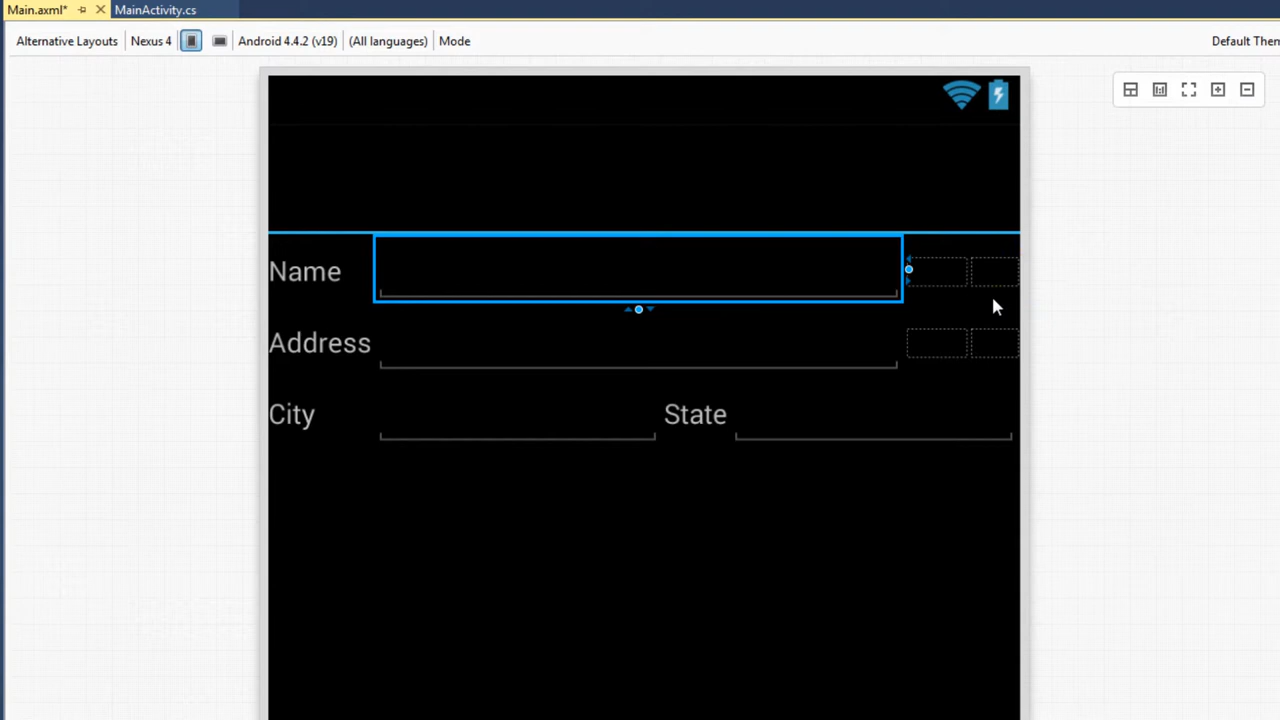 Main.axml* MainActivity.cs
Alternative Layouts Nexus 4 Android 4.4.2 (v19) (All languages) Mode Default Them
Name
Address
City State